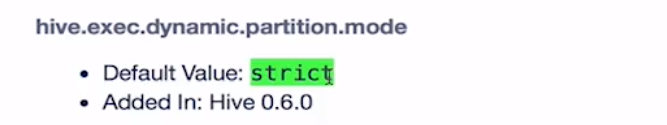 hive.exec.dynamic.partition.mode
• Default Value: strict
• Added In: Hive 0.6.0